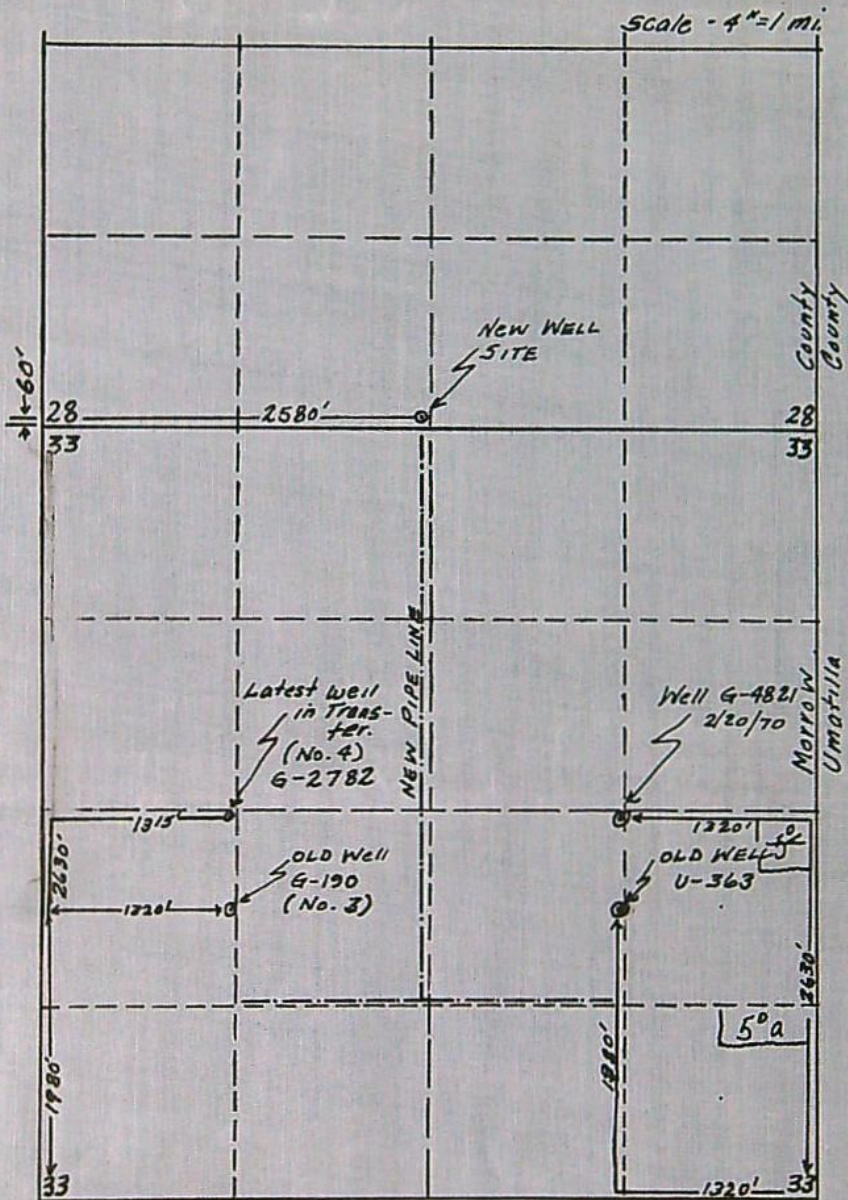 Scale - 4"=1 mi.
NEW WELL
SITE
County
County
60'
28
2580'
28
33
33
NEW PIPE LINE
Latest well
in Trans-
fer.
(No. 4)
G-2782
Well G-4821
2/20/70
Morrow
Umatilla
1315'
1320'
2630'
OLD Well
G-190
(No. 3)
OLD WELL
U-363
1320'
2630'
5⁰a
1980'
1980'
33
1320'
33